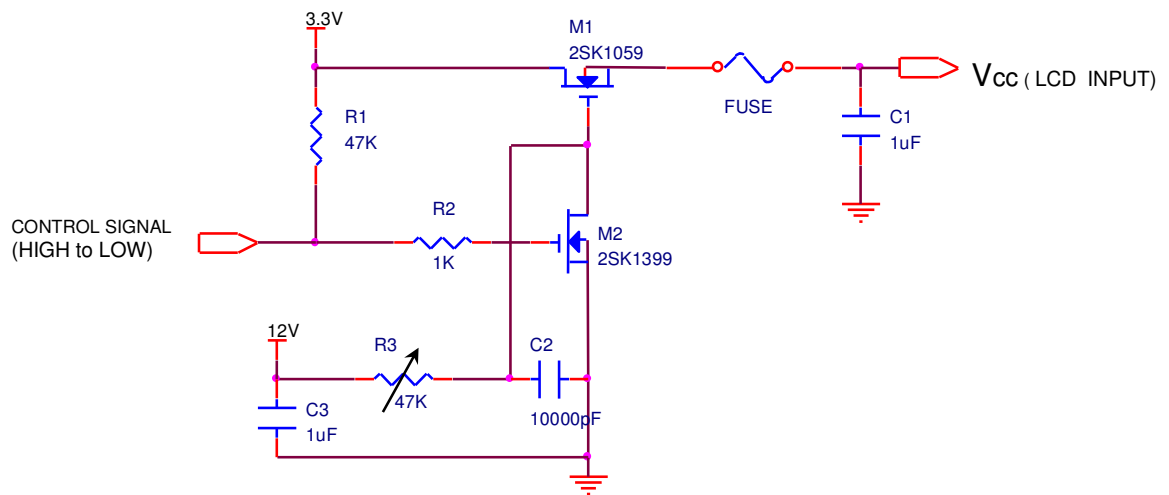 3.3V
M1
2SK1059
VCC ( LCD INPUT)
FUSE
R1
47K
C1
1uF
CONTROL SIGNAL
(HIGH to LOW)
R2
1K
M2
2SK1399
12V
R3
47K
C2
10000pF
C3
1uF